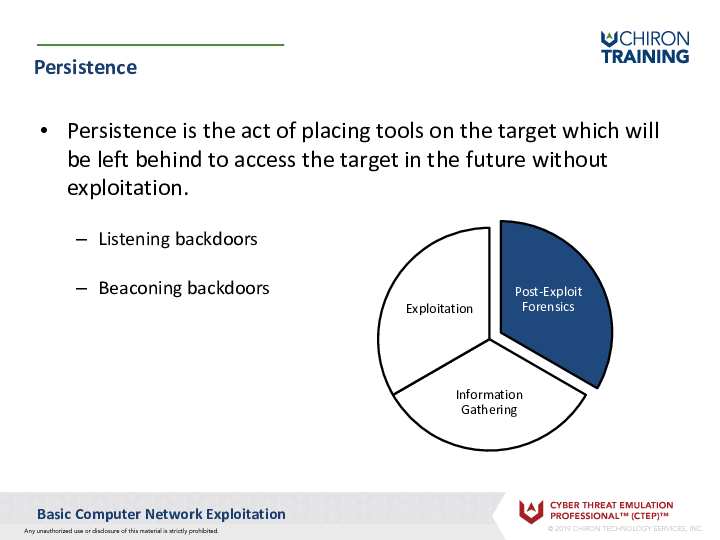 CHIRON
TRAINING
Persistence
• Persistence is the act of placing tools on the target which will
be left behind to access the target in the future without
exploitation.
– Listening backdoors
– Beaconing backdoors
Post-Exploit
Forensics
Exploitation
Information
Gathering
Basic Computer Network Exploitation
Any unauthorized use or disclosure of this material is strictly prohibited.
CYBER THREAT EMULATION
PROFESSIONAL™ (CTEP)™
© 2019 CHIRON TECHNOLOGY SERVICES, INC.